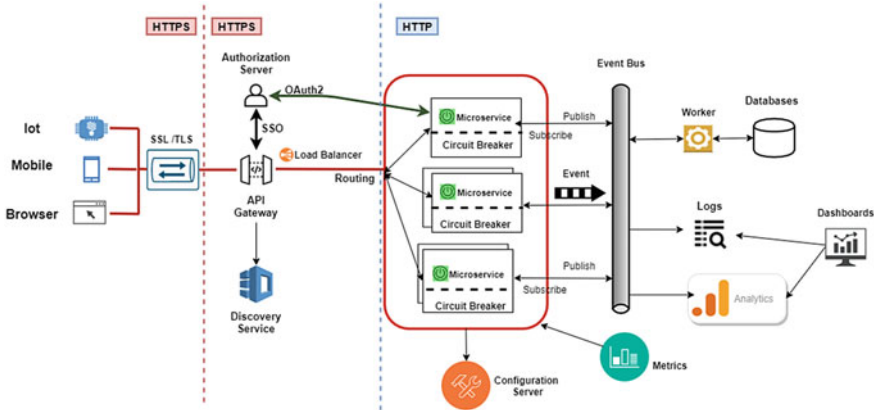 HTTPS
HTTPS
HTTP
Authorization
Server
OAuth2
SSO
Iot
Mobile
Browser
SSL /TLS
Load Balancer
API
Gateway
Routing
Discovery
Service
Microservice
Circuit Breaker
Microservice
Circuit Breaker
Microservice
Circuit Breaker
Publish
Subscribe
Event
Publish
Subscribe
Event Bus
Worker
Databases
Logs
Dashboards
Analytics
Configuration
Server
Metrics